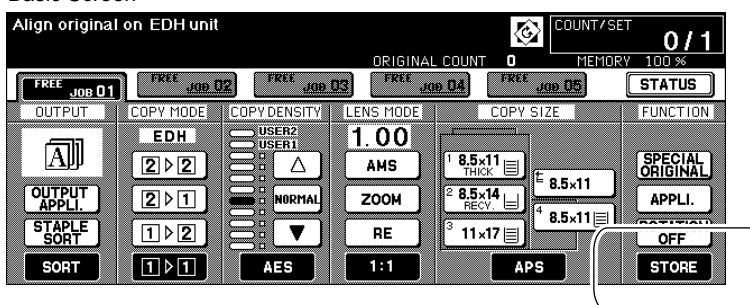 Align original on EDH unit
COUNT/SET
0/1
ORIGINAL COUNT 0 MEMORY 100%
FREE JOB 01
FREE JOB 02
FREE JOB 03
FREE JOB 04
FREE JOB 05
STATUS
OUTPUT
COPY MODE
COPY DENSITY
LENS MODE
COPY SIZE
FUNCTION
A
OUTPUT
APPLI.
STAPLE
SORT
SORT
EDH
2▷2
2▷1
1▷2
1▷1
USER2
USER1
△
NORMAL
▼
AES
1.00
AMS
ZOOM
RE
1:1
1 8.5x11
THICK
2 8.5x14
RECY.
3 11x17
8.5x11
4 8.5x11
APS
SPECIAL
ORIGINAL
APPLI.
ROTATION
OFF
STORE